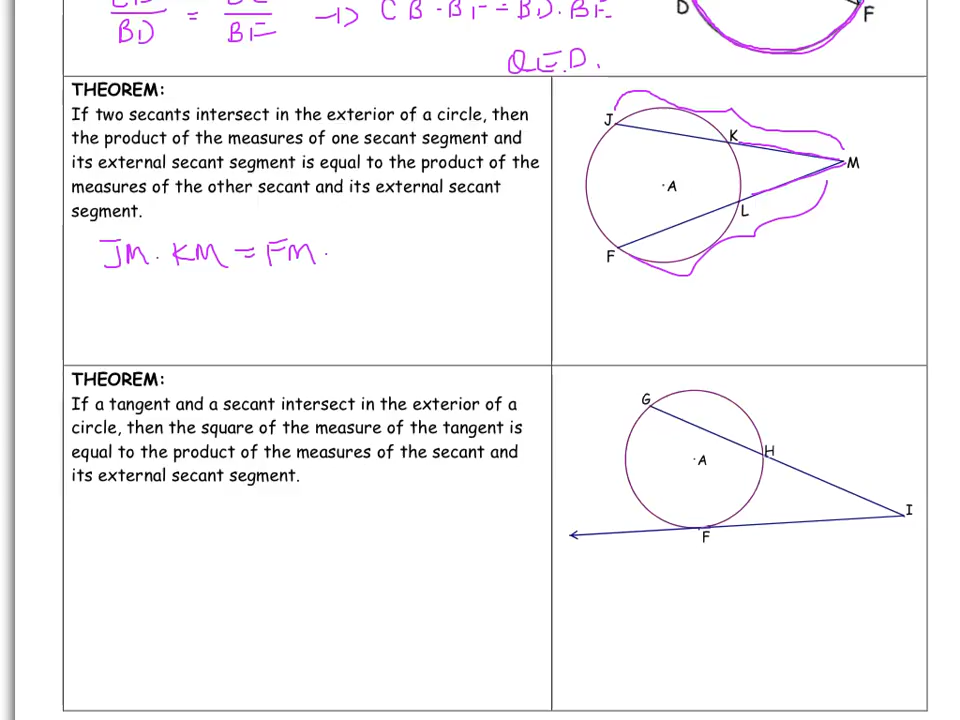 BD = BE → CB · BF = BD · BE
D
F
Q.E.D.
THEOREM:
If two secants intersect in the exterior of a circle, then
the product of the measures of one secant segment and
its external secant segment is equal to the product of the
measures of the other secant and its external secant
segment.
JM · KM = FM ·
J
K
M
A
L
F
THEOREM:
If a tangent and a secant intersect in the exterior of a
circle, then the square of the measure of the tangent is
equal to the product of the measures of the secant and
its external secant segment.
G
H
A
I
F